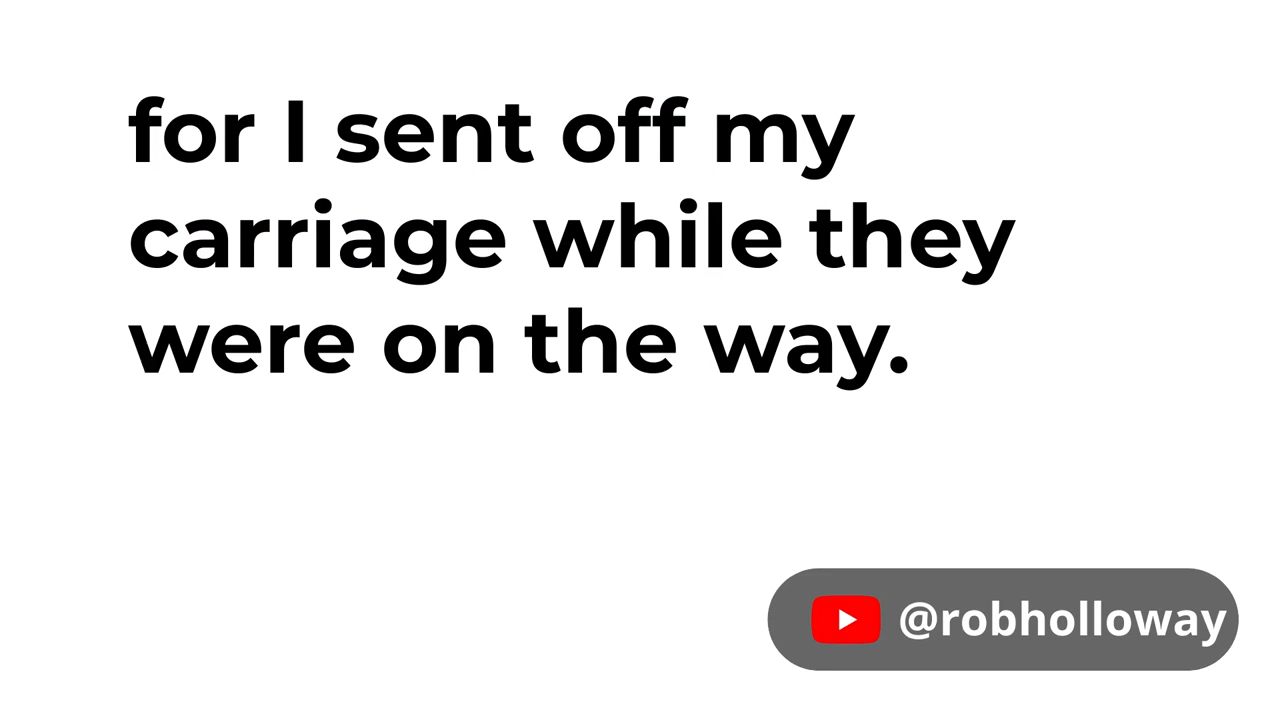 for I sent off my
carriage while they
were on the way.
@robholloway